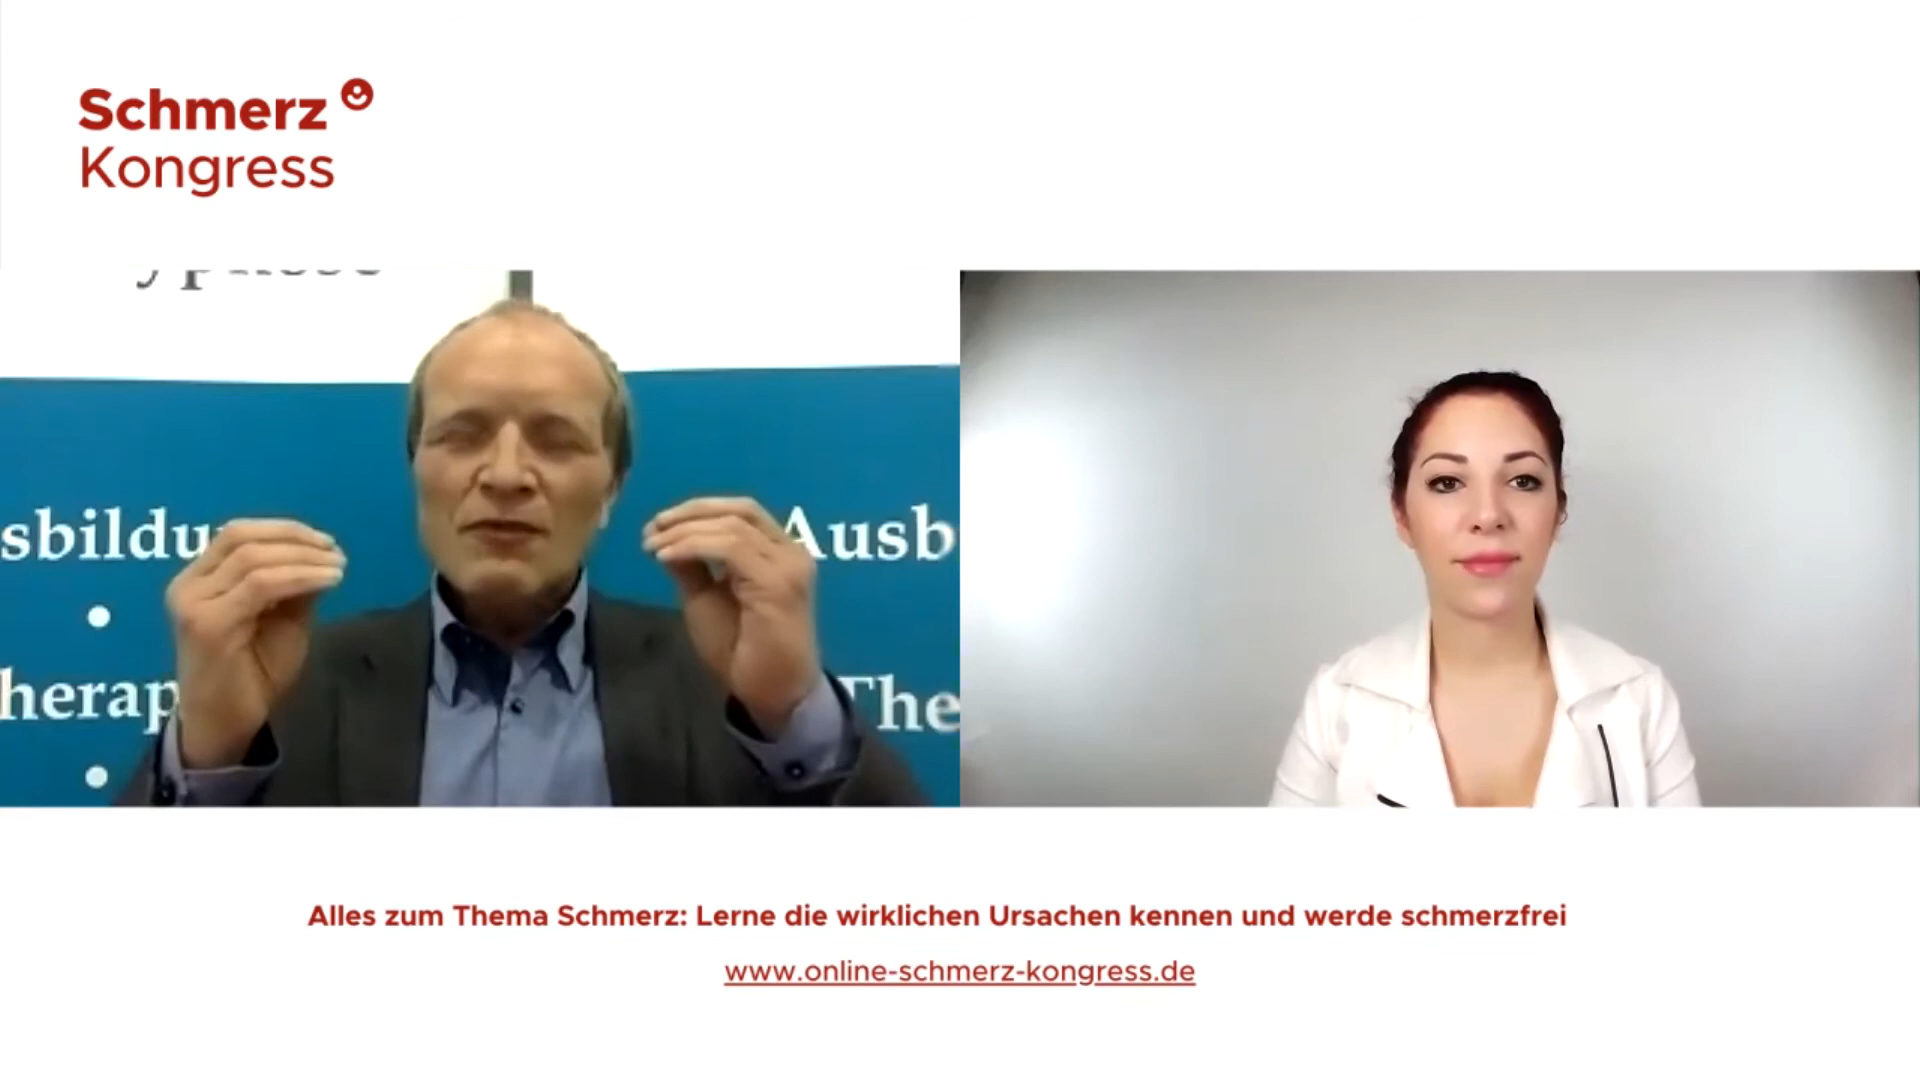 Schmerz
Kongress
sbildu
Ausb
herap
The
Alles zum Thema Schmerz: Lerne die wirklichen Ursachen kennen und werde schmerzfrei
www.online-schmerz-kongress.de